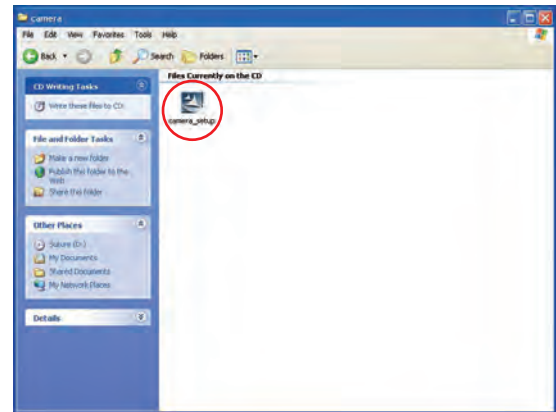 camera
File Edit View Favorites Tools Help
Back Search Folders
CD Writing Tasks
Write these files to CD
File and Folder Tasks
Make a new folder
Publish this folder to the
Web
Share this folder
Other Places
(D:)
My Documents
Shared Documents
My Network Places
Details
Files Currently on the CD
camera_setup